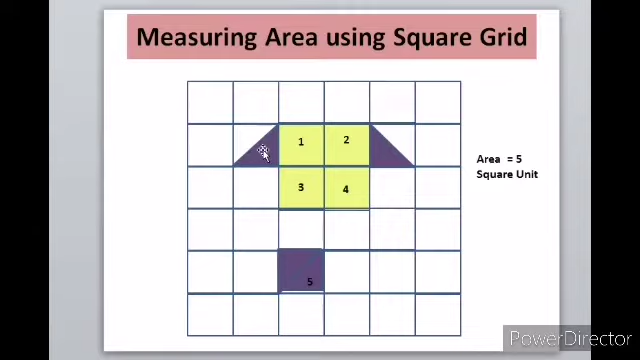 Measuring Area using Square Grid
1 2
3 4
5
Area = 5
Square Unit
PowerDirector